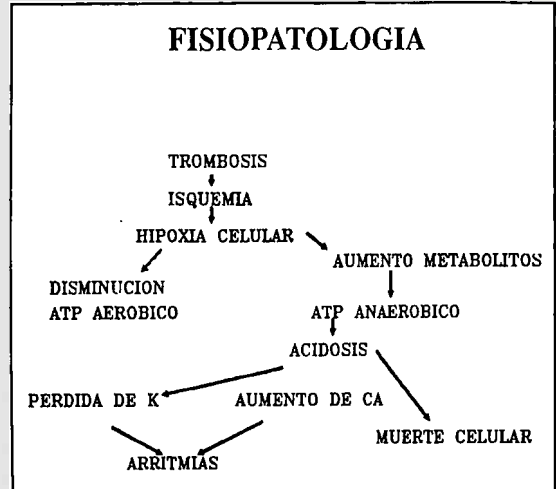 FISIOPATOLOGIA
TROMBOSIS
ISQUEMIA
HIPOXIA CELULAR
AUMENTO METABOLITOS
DISMINUCION
ATP AEROBICO
ATP ANAEROBICO
ACIDOSIS
PERDIDA DE K
AUMENTO DE CA
MUERTE CELULAR
ARRITMIAS